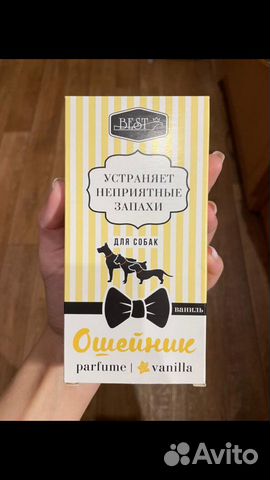 BEST
УСТРАНЯЕТ
НЕПРИЯТНЫЕ
ЗАПАХИ
ДЛЯ СОБАК
ваниль
Ошейник
parfume | vanilla
Avito